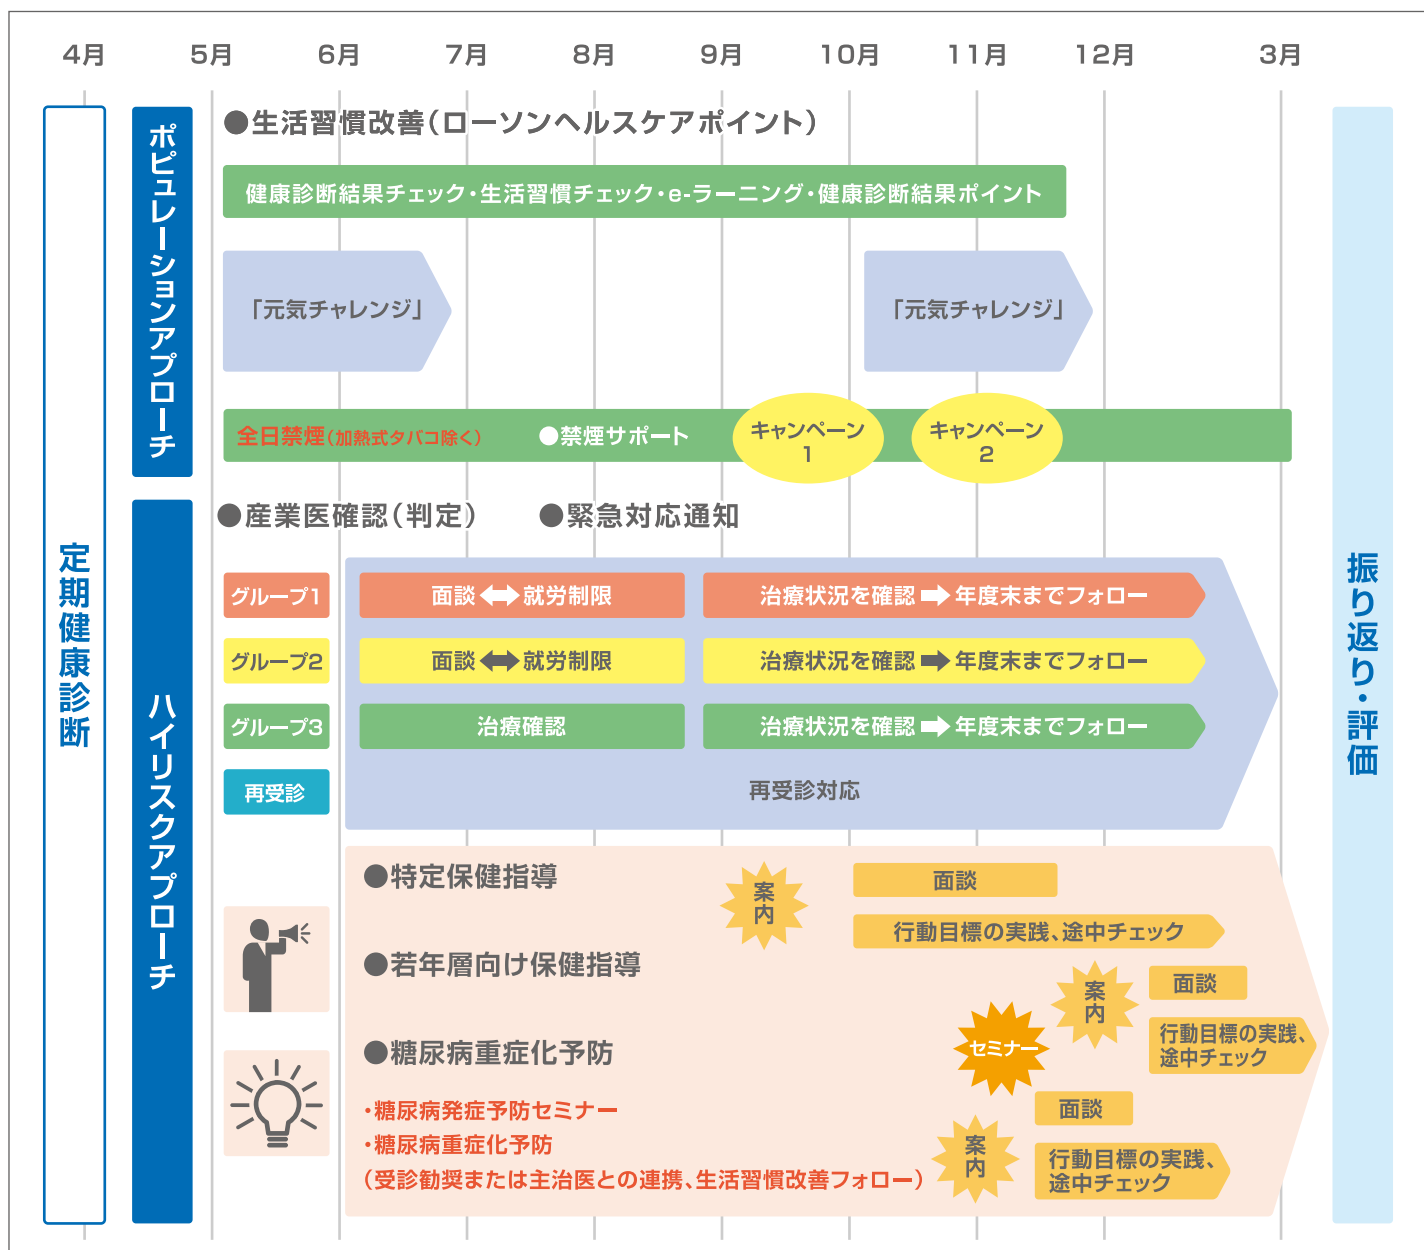 4月 5月 6月 7月 8月 9月 10月 11月 12月 3月
定期健康診断
ポピュレーションアプローチ
●生活習慣改善（ローソンヘルスケアポイント）
健康診断結果チェック・生活習慣チェック・e-ラーニング・健康診断結果ポイント
「元気チャレンジ」
「元気チャレンジ」
全日禁煙（加熱式タバコ除く）
●禁煙サポート
キャンペーン
1
キャンペーン
2
ハイリスクアプローチ
●産業医確認（判定）
●緊急対応通知
グループ1
面談⬌就労制限
治療状況を確認➡年度末までフォロー
グループ2
面談⬌就労制限
治療状況を確認➡年度末までフォロー
グループ3
治療確認
治療状況を確認➡年度末までフォロー
再受診
再受診対応
●特定保健指導
案内
面談
行動目標の実践、途中チェック
●若年層向け保健指導
案内
面談
行動目標の実践、
途中チェック
●糖尿病重症化予防
セミナー
・糖尿病発症予防セミナー
・糖尿病重症化予防
（受診勧奨または主治医との連携、生活習慣改善フォロー）
案内
面談
行動目標の実践、
途中チェック
振り返り・評価